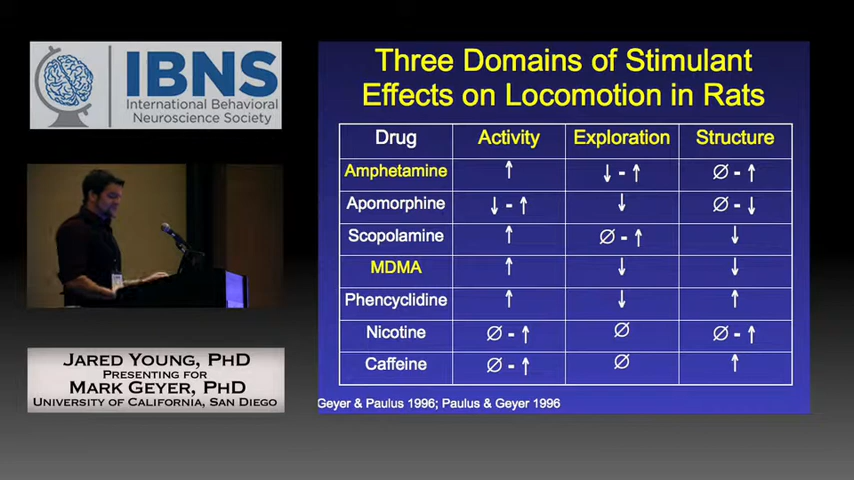 IBNS
International Behavioral
Neuroscience Society
JARED YOUNG, PHD
PRESENTING FOR
MARK GEYER, PHD
UNIVERSITY OF CALIFORNIA, SAN DIEGO
Three Domains of Stimulant
Effects on Locomotion in Rats
Drug Activity Exploration Structure
Amphetamine ↑ ↓ - ↑ Ø - ↑
Apomorphine ↓ - ↑ ↓ Ø - ↓
Scopolamine ↑ Ø - ↑ ↓
MDMA ↑ ↓ ↓
Phencyclidine ↑ ↓ ↑
Nicotine Ø - ↑ Ø Ø - ↑
Caffeine Ø - ↑ Ø ↑
Geyer & Paulus 1996; Paulus & Geyer 1996